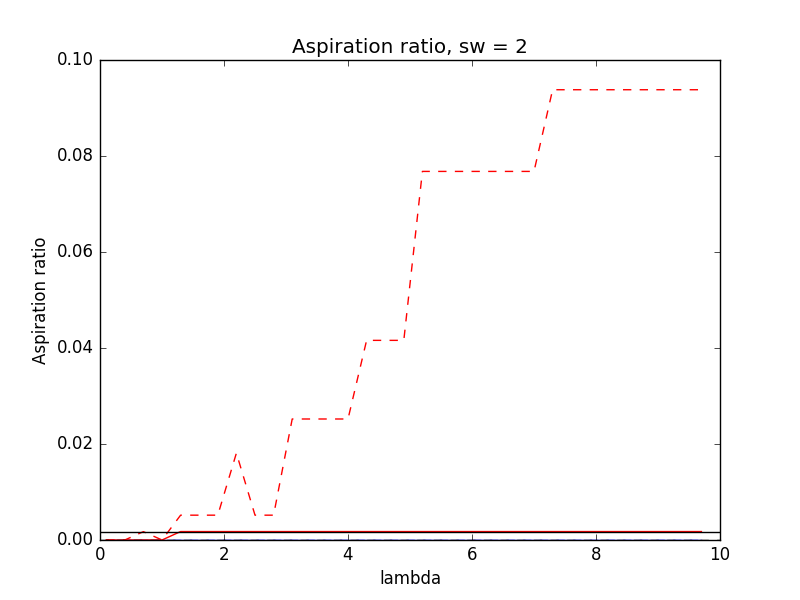 Aspiration ratio, sw = 2
0.10
0.08
0.06
0.04
0.02
0.00
Aspiration ratio
0 2 4 6 8 10
lambda